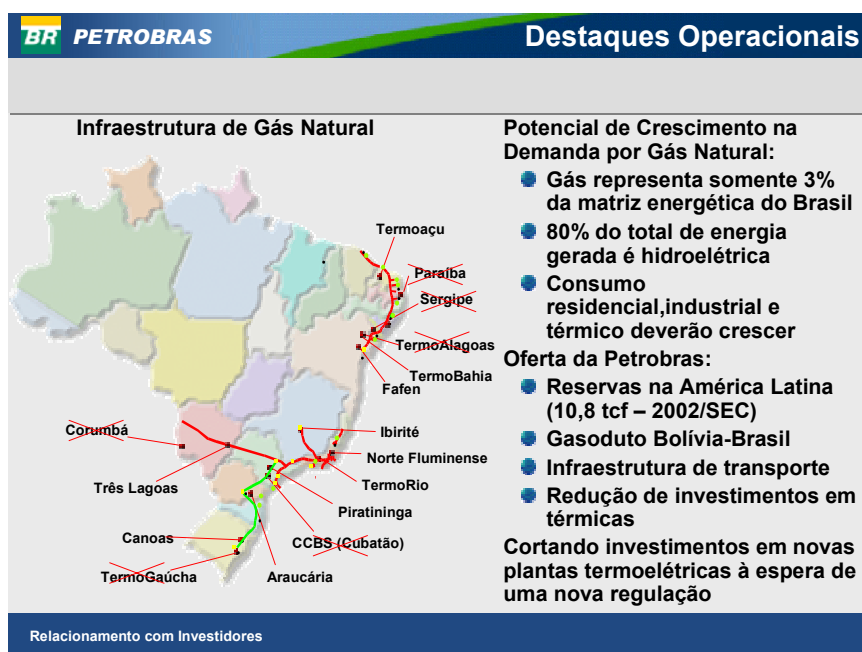 BR PETROBRAS
Destaques Operacionais
Infraestrutura de Gás Natural
Termoaçu
Paraíba
Sergipe
TermoAlagoas
TermoBahia
Fafen
Corumbá
Ibirité
Norte Fluminense
Três Lagoas
TermoRio
Piratininga
Canoas
CCBS (Cubatão)
TermoGaúcha
Araucária
Potencial de Crescimento na
Demanda por Gás Natural:
Gás representa somente 3%
da matriz energética do Brasil
80% do total de energia
gerada é hidroelétrica
Consumo
residencial,industrial e
térmico deverão crescer
Oferta da Petrobras:
Reservas na América Latina
(10,8 tcf – 2002/SEC)
Gasoduto Bolívia-Brasil
Infraestrutura de transporte
Redução de investimentos em
térmicas
Cortando investimentos em novas
plantas termoelétricas à espera de
uma nova regulação
Relacionamento com Investidores